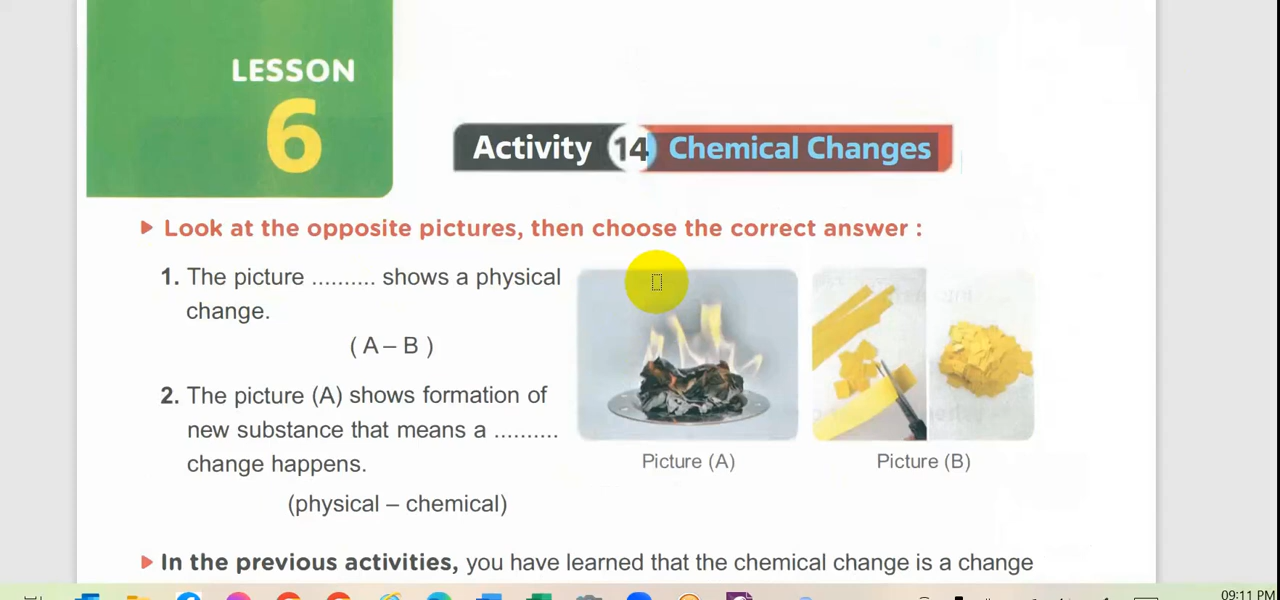 LESSON
6
Activity 14 Chemical Changes
Look at the opposite pictures, then choose the correct answer :
1. The picture .......... shows a physical
change.
( A – B )
2. The picture (A) shows formation of
new substance that means a ..........
change happens.
(physical – chemical)
Picture (A)
Picture (B)
In the previous activities, you have learned that the chemical change is a change
09:11 PM